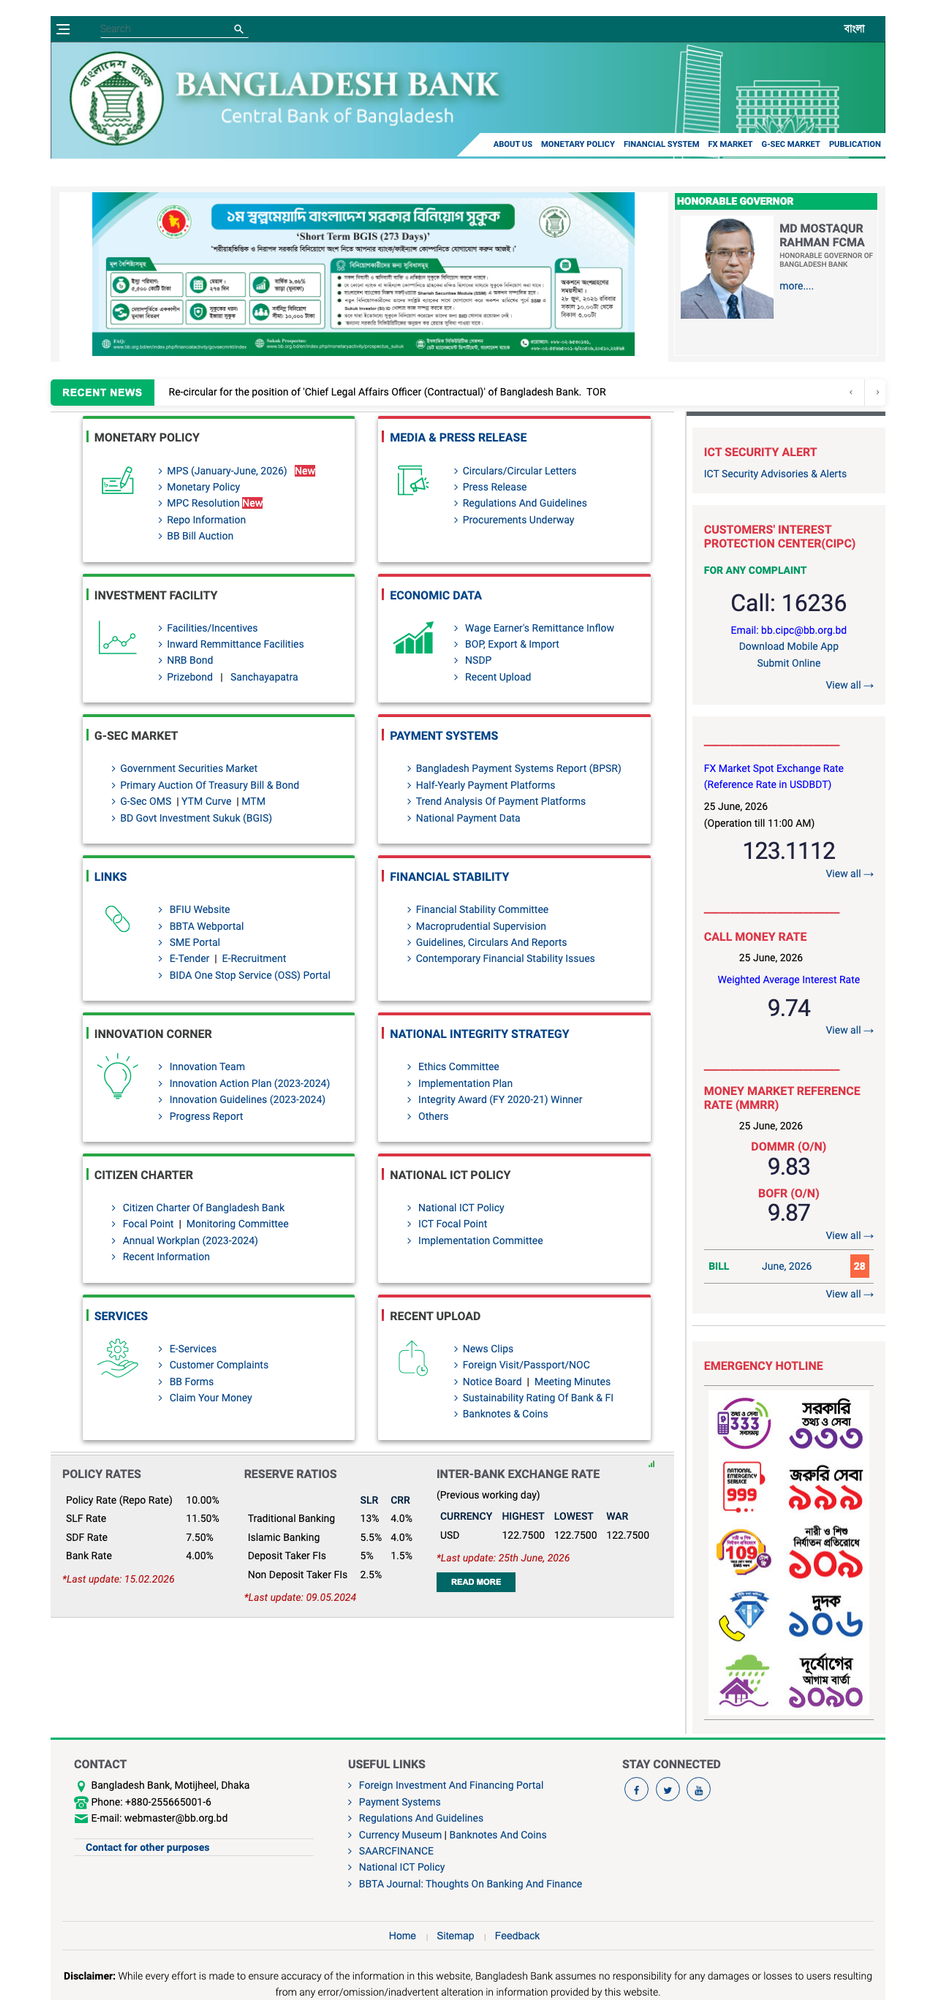 Search
বাংলা
BANGLADESH BANK
Central Bank of Bangladesh
ABOUT US MONETARY POLICY FINANCIAL SYSTEM FX MARKET G-SEC MARKET PUBLICATION
১ম স্বল্পমেয়াদি বাংলাদেশ সরকার বিনিয়োগ সুকুক
‘Short Term BGIS (273 Days)’
HONORABLE GOVERNOR
MD MOSTAQUR
RAHMAN FCMA
HONORABLE GOVERNOR OF
BANGLADESH BANK
more....
RECENT NEWS
Re-circular for the position of 'Chief Legal Affairs Officer (Contractual)' of Bangladesh Bank. TOR
MONETARY POLICY
MPS (January-June, 2026) New
Monetary Policy
MPC Resolution New
Repo Information
BB Bill Auction
MEDIA & PRESS RELEASE
Circulars/Circular Letters
Press Release
Regulations And Guidelines
Procurements Underway
INVESTMENT FACILITY
Facilities/Incentives
Inward Remmittance Facilities
NRB Bond
Prizebond | Sanchayapatra
ECONOMIC DATA
Wage Earner's Remittance Inflow
BOP, Export & Import
NSDP
Recent Upload
G-SEC MARKET
Government Securities Market
Primary Auction Of Treasury Bill & Bond
G-Sec OMS | YTM Curve | MTM
BD Govt Investment Sukuk (BGIS)
PAYMENT SYSTEMS
Bangladesh Payment Systems Report (BPSR)
Half-Yearly Payment Platforms
Trend Analysis Of Payment Platforms
National Payment Data
LINKS
BFIU Website
BBTA Webportal
SME Portal
E-Tender | E-Recruitment
BIDA One Stop Service (OSS) Portal
FINANCIAL STABILITY
Financial Stability Committee
Macroprudential Supervision
Guidelines, Circulars And Reports
Contemporary Financial Stability Issues
INNOVATION CORNER
Innovation Team
Innovation Action Plan (2023-2024)
Innovation Guidelines (2023-2024)
Progress Report
NATIONAL INTEGRITY STRATEGY
Ethics Committee
Implementation Plan
Integrity Award (FY 2020-21) Winner
Others
CITIZEN CHARTER
Citizen Charter Of Bangladesh Bank
Focal Point | Monitoring Committee
Annual Workplan (2023-2024)
Recent Information
NATIONAL ICT POLICY
National ICT Policy
ICT Focal Point
Implementation Committee
SERVICES
E-Services
Customer Complaints
BB Forms
Claim Your Money
RECENT UPLOAD
News Clips
Foreign Visit/Passport/NOC
Notice Board | Meeting Minutes
Sustainability Rating Of Bank & FI
Banknotes & Coins
ICT SECURITY ALERT
ICT Security Advisories & Alerts
CUSTOMERS' INTEREST
PROTECTION CENTER(CIPC)
FOR ANY COMPLAINT
Call: 16236
Email: bb.cipc@bb.org.bd
Download Mobile App
Submit Online
View all →
FX Market Spot Exchange Rate
(Reference Rate in USDBDT)
25 June, 2026
(Operation till 11:00 AM)
123.1112
View all →
CALL MONEY RATE
25 June, 2026
Weighted Average Interest Rate
9.74
View all →
MONEY MARKET REFERENCE
RATE (MMRR)
25 June, 2026
DOMMR (O/N)
9.83
BOFR (O/N)
9.87
View all →
BILL June, 2026 28
View all →
EMERGENCY HOTLINE
তথ্য ও সেবা
333
সবসময়
সরকারি
তথ্য ও সেবা
৩৩৩
NATIONAL
EMERGENCY
SERVICE
999
জরুরি সেবা
৯৯৯
109
নারী ও শিশু
নির্যাতন প্রতিরোধে
১০৯
দুদক
১০৬
দুর্যোগের
আগাম বার্তা
১০৯০
POLICY RATES
Policy Rate (Repo Rate) 10.00%
SLF Rate 11.50%
SDF Rate 7.50%
Bank Rate 4.00%
*Last update: 15.02.2026
RESERVE RATIOS
SLR CRR
Traditional Banking 13% 4.0%
Islamic Banking 5.5% 4.0%
Deposit Taker FIs 5% 1.5%
Non Deposit Taker FIs 2.5%
*Last update: 09.05.2024
INTER-BANK EXCHANGE RATE
(Previous working day)
CURRENCY HIGHEST LOWEST WAR
USD 122.7500 122.7500 122.7500
*Last update: 25th June, 2026
READ MORE
CONTACT
Bangladesh Bank, Motijheel, Dhaka
Phone: +880-255665001-6
E-mail: webmaster@bb.org.bd
Contact for other purposes
USEFUL LINKS
Foreign Investment And Financing Portal
Payment Systems
Regulations And Guidelines
Currency Museum | Banknotes And Coins
SAARCFINANCE
National ICT Policy
BBTA Journal: Thoughts On Banking And Finance
STAY CONNECTED
Home | Sitemap | Feedback
Disclaimer: While every effort is made to ensure accuracy of the information in this website, Bangladesh Bank assumes no responsibility for any damages or losses to users resulting
from any error/omission/inadvertent alteration in information provided by this website.